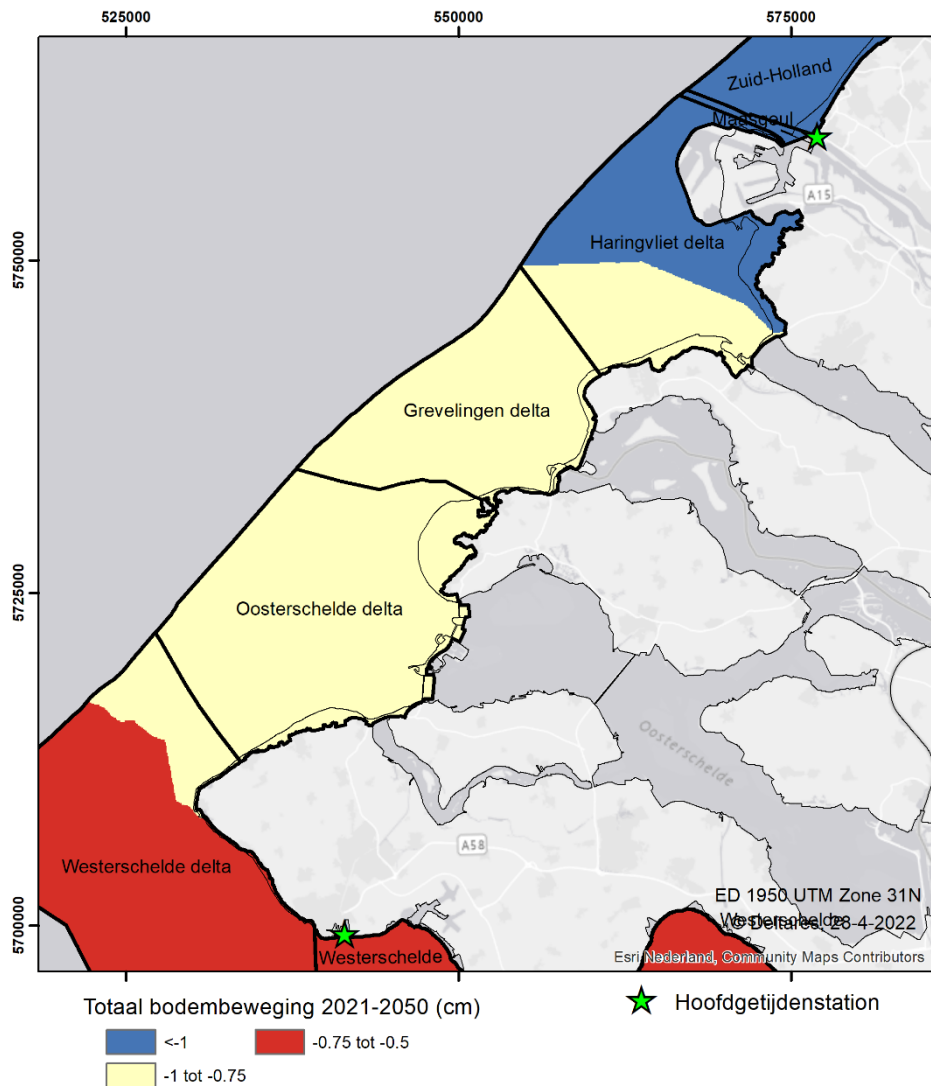 525000
550000
575000
Zuid-Holland
Maasgeul
A15
Haringvliet delta
5750000
Grevelingen delta
5725000
Oosterschelde delta
Oosterschelde
A58
Westerschelde delta
5700000
ED 1950 UTM Zone 31N
Westerschelde
© Deltares, 28-4-2022
Westerschelde
Esri Nederland, Community Maps Contributors
Totaal bodembeweging 2021-2050 (cm)
Hoofdgetijdenstation
<-1
-0.75 tot -0.5
-1 tot -0.75